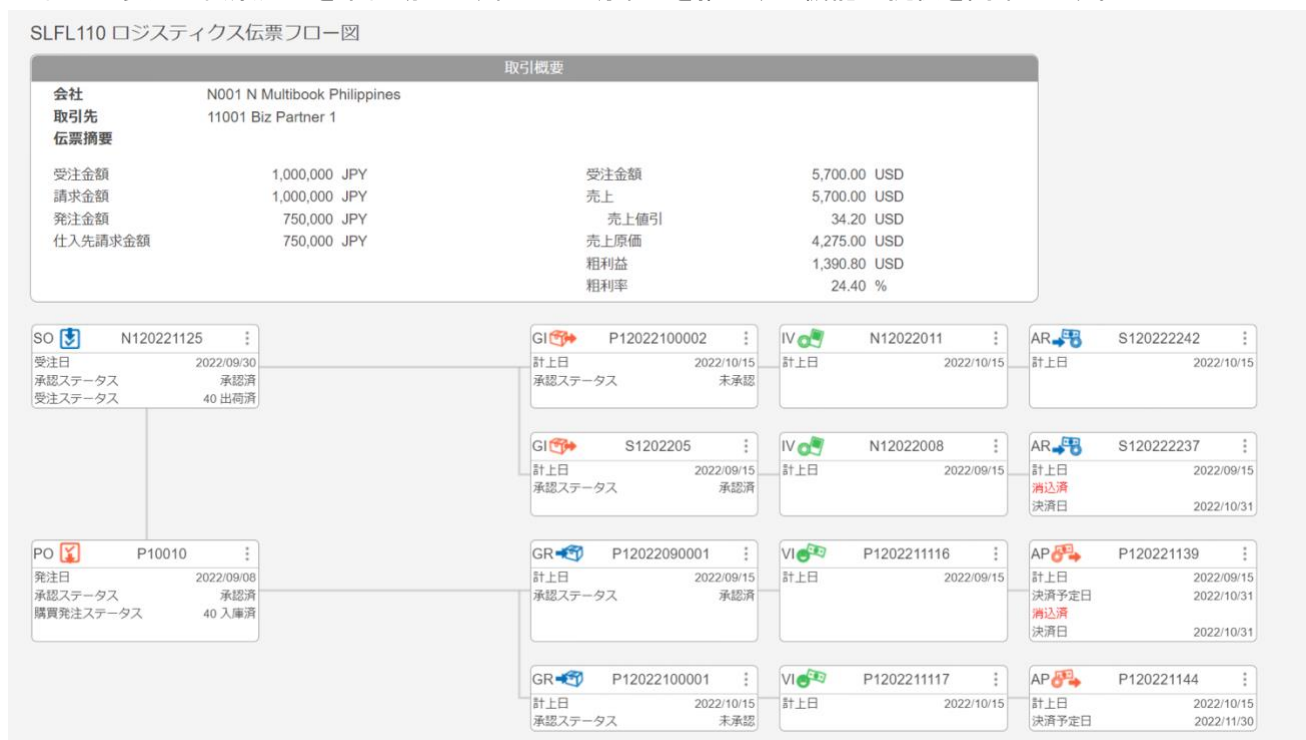 SLFL110 ロジスティクス伝票フロー図
取引概要
会社 N001 N Multibook Philippines
取引先 11001 Biz Partner 1
伝票摘要
受注金額 1,000,000 JPY 受注金額 5,700.00 USD
請求金額 1,000,000 JPY 売上 5,700.00 USD
発注金額 750,000 JPY 売上値引 34.20 USD
仕入先請求金額 750,000 JPY 売上原価 4,275.00 USD
粗利益 1,390.80 USD
粗利率 24.40 %
SO N120221125
受注日 2022/09/30
承認ステータス 承認済
受注ステータス 40 出荷済
GI P12022100002
計上日 2022/10/15
承認ステータス 未承認
IV N12022011
計上日 2022/10/15
AR S120222242
計上日 2022/10/15
GI S1202205
計上日 2022/09/15
承認ステータス 承認済
IV N12022008
計上日 2022/09/15
AR S120222237
計上日 2022/09/15
消込済
決済日 2022/10/31
PO P10010
発注日 2022/09/08
承認ステータス 承認済
購買発注ステータス 40 入庫済
GR P12022090001
計上日 2022/09/15
承認ステータス 承認済
VI P1202211116
計上日 2022/09/15
AP P120221139
計上日 2022/09/15
決済予定日 2022/10/31
消込済
決済日 2022/10/31
GR P12022100001
計上日 2022/10/15
承認ステータス 未承認
VI P1202211117
計上日 2022/10/15
AP P120221144
計上日 2022/10/15
決済予定日 2022/11/30